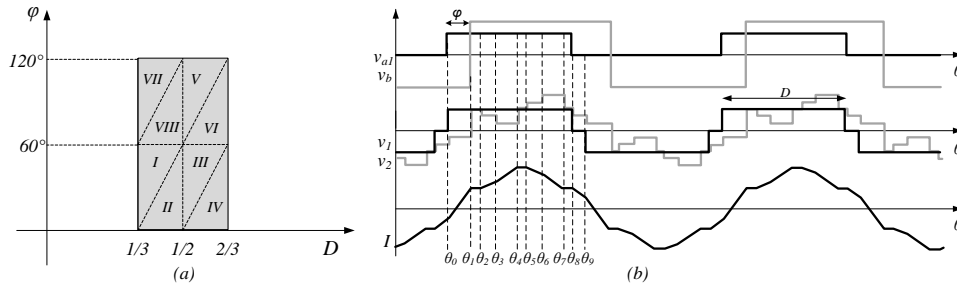 φ
120°
VII V
VIII VI
60°
I III
II IV
1/3 1/2 2/3 D
(a)
φ
v_a1
θ
v_b
D
v_1
θ
v_2
θ
I
θ_0 θ_1 θ_2 θ_3 θ_4 θ_5 θ_6 θ_7 θ_8 θ_9
(b)